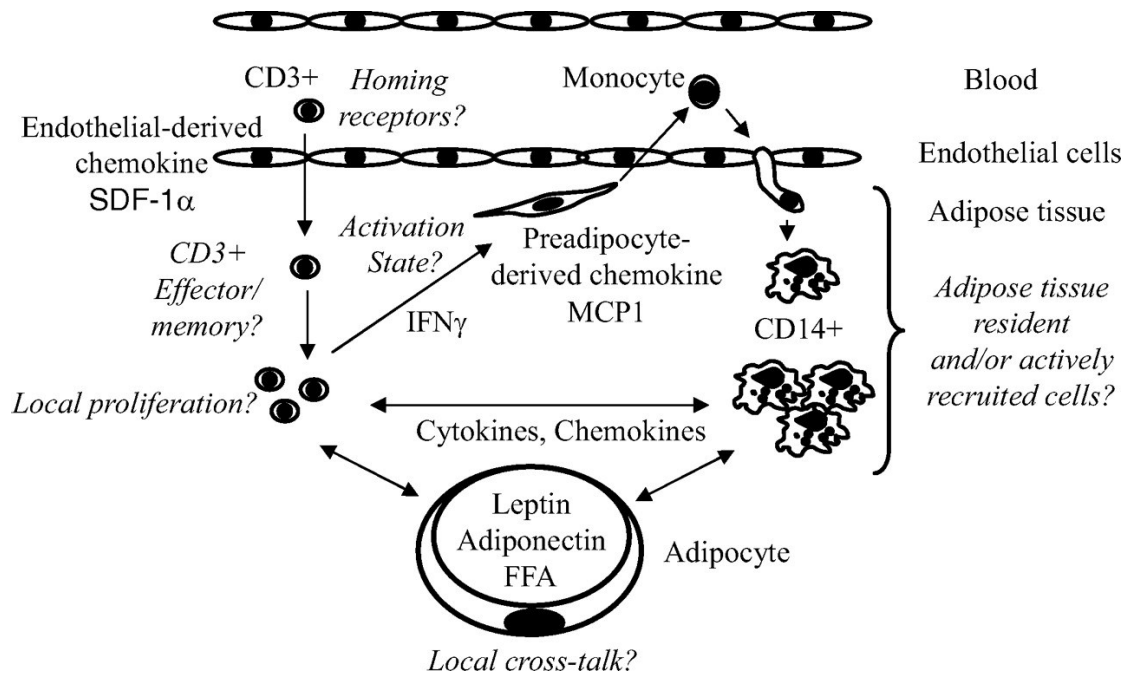 CD3+
Homing
receptors?
Monocyte
Blood
Endothelial-derived
chemokine
SDF-1α
Endothelial cells
CD3+
Effector/
memory?
Activation
State?
IFNγ
Preadipocyte-
derived chemokine
MCP1
CD14+
Adipose tissue
Adipose tissue
resident
and/or actively
recruited cells?
Local proliferation?
Cytokines, Chemokines
Leptin
Adiponectin
FFA
Adipocyte
Local cross-talk?